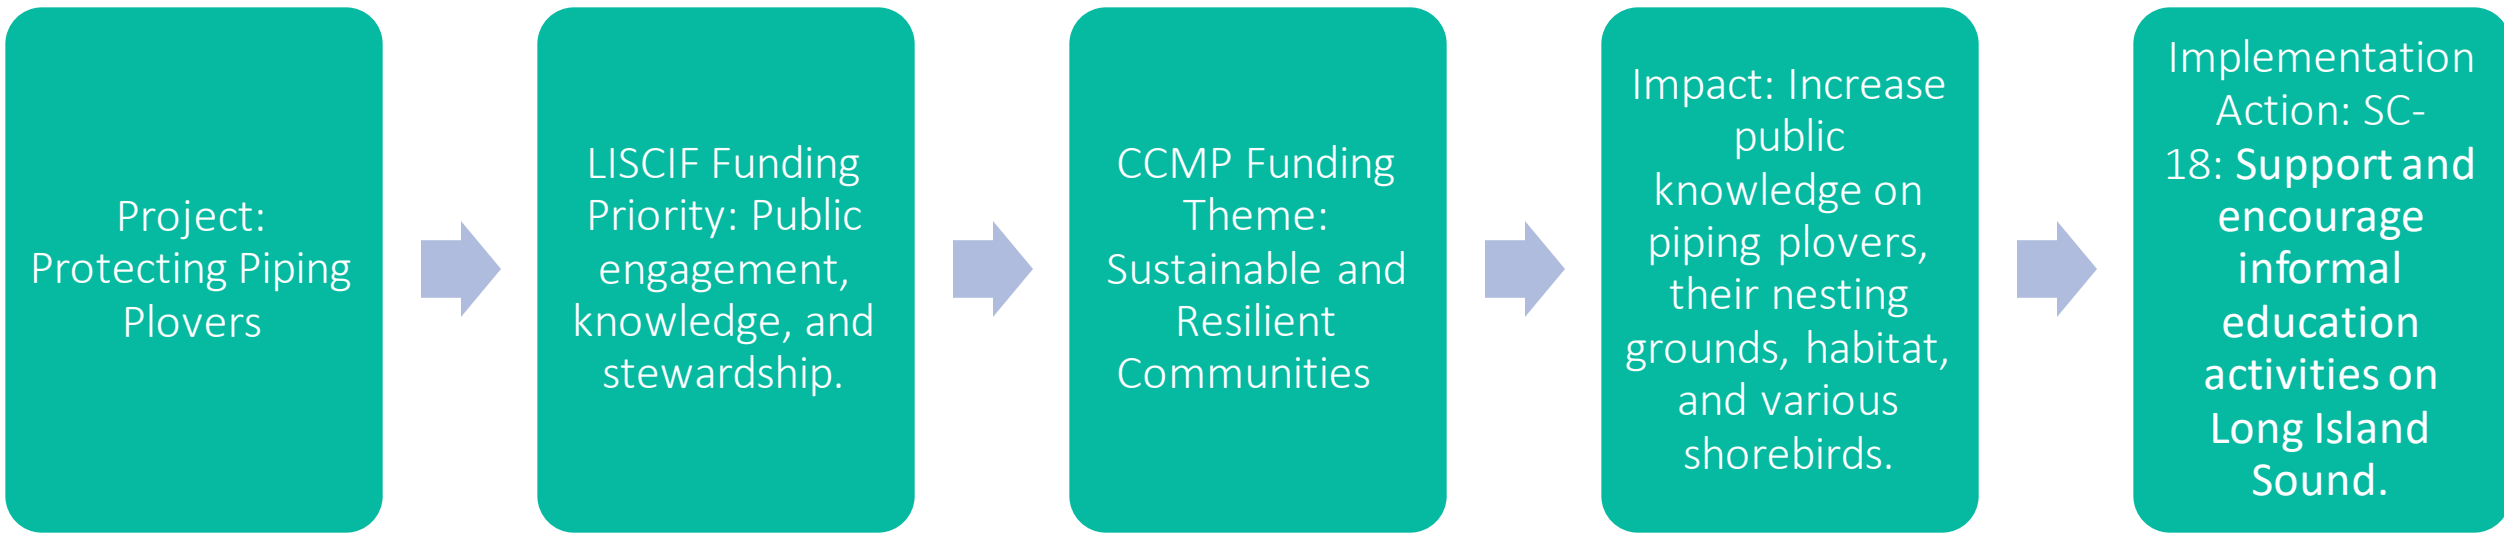 Project:
Protecting Piping
Plovers
LISCIF Funding
Priority: Public
engagement,
knowledge, and
stewardship.
CCMP Funding
Theme:
Sustainable and
Resilient
Communities
Impact: Increase
public
knowledge on
piping plovers,
their nesting
grounds, habitat,
and various
shorebirds.
Implementation
Action: SC-
18: Support and
encourage
informal
education
activities on
Long Island
Sound.